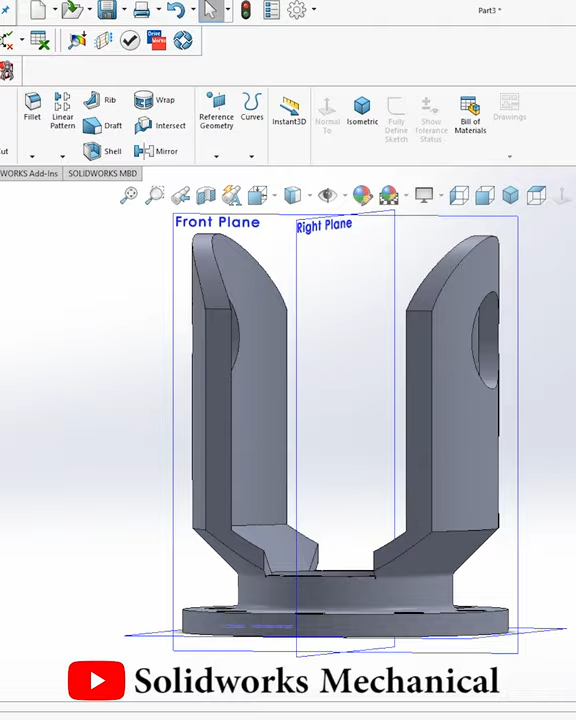 Part3 *
Fillet Linear Pattern Rib Wrap Reference Geometry Curves Instant3D Normal To Isometric Fully Define Sketch Show Tolerance Status Bill of Materials Drawings
Draft Intersect
Cut Shell Mirror
WORKS Add-Ins SOLIDWORKS MBD
Front Plane
Right Plane
Solidworks Mechanical